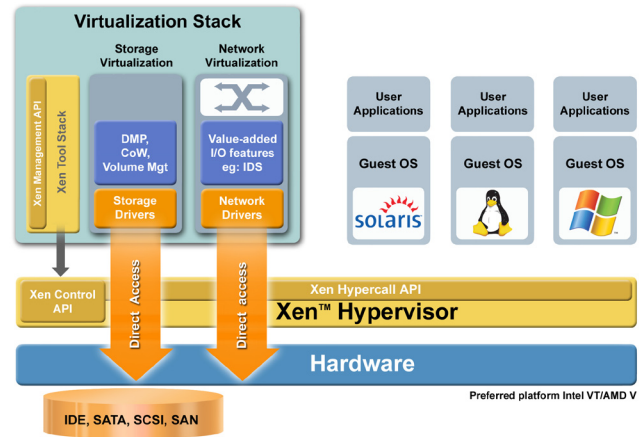 Virtualization Stack
Storage
Virtualization
Network
Virtualization
Xen Management API
Xen Tool Stack
DMP,
CoW,
Volume Mgt
Value-added
I/O features
eg: IDS
Storage
Drivers
Network
Drivers
User
Applications
User
Applications
User
Applications
Guest OS
Guest OS
Guest OS
solaris
Direct Access
Direct access
Xen Control
API
Xen Hypercall API
Xen™ Hypervisor
Hardware
Preferred platform Intel VT/AMD V
IDE, SATA, SCSI, SAN